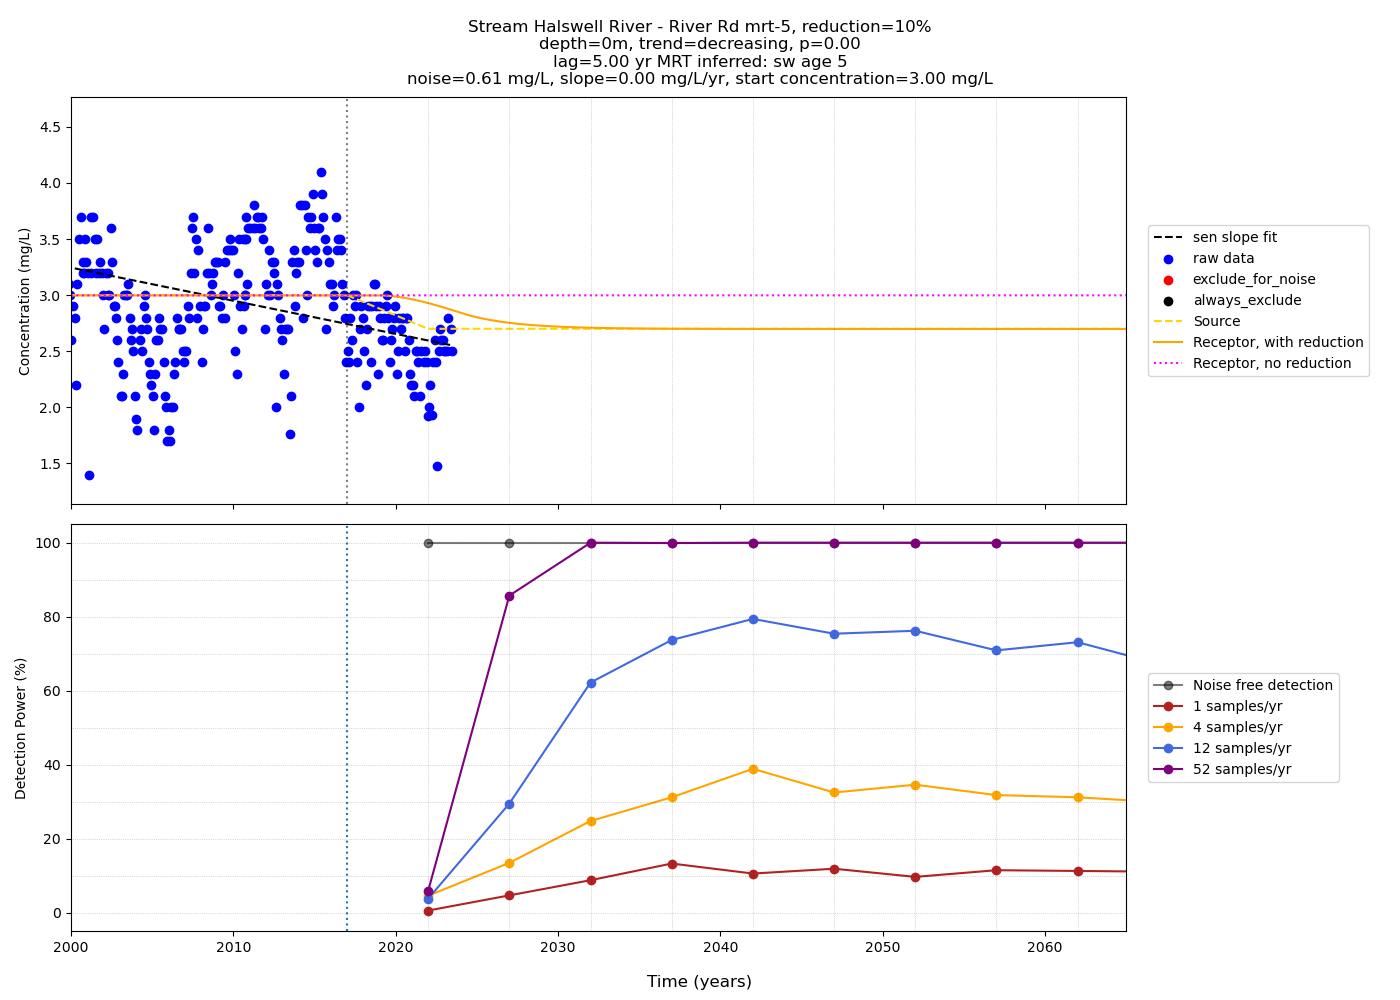 Stream Halswell River - River Rd mrt-5, reduction=10%
depth=0m, trend=decreasing, p=0.00
lag=5.00 yr MRT inferred: sw age 5
noise=0.61 mg/L, slope=0.00 mg/L/yr, start concentration=3.00 mg/L
Concentration (mg/L)
4.5
4.0
3.5
3.0
2.5
2.0
1.5
sen slope fit
raw data
exclude_for_noise
always_exclude
Source
Receptor, with reduction
Receptor, no reduction
Detection Power (%)
100
80
60
40
20
0
Noise free detection
1 samples/yr
4 samples/yr
12 samples/yr
52 samples/yr
2000 2010 2020 2030 2040 2050 2060
Time (years)